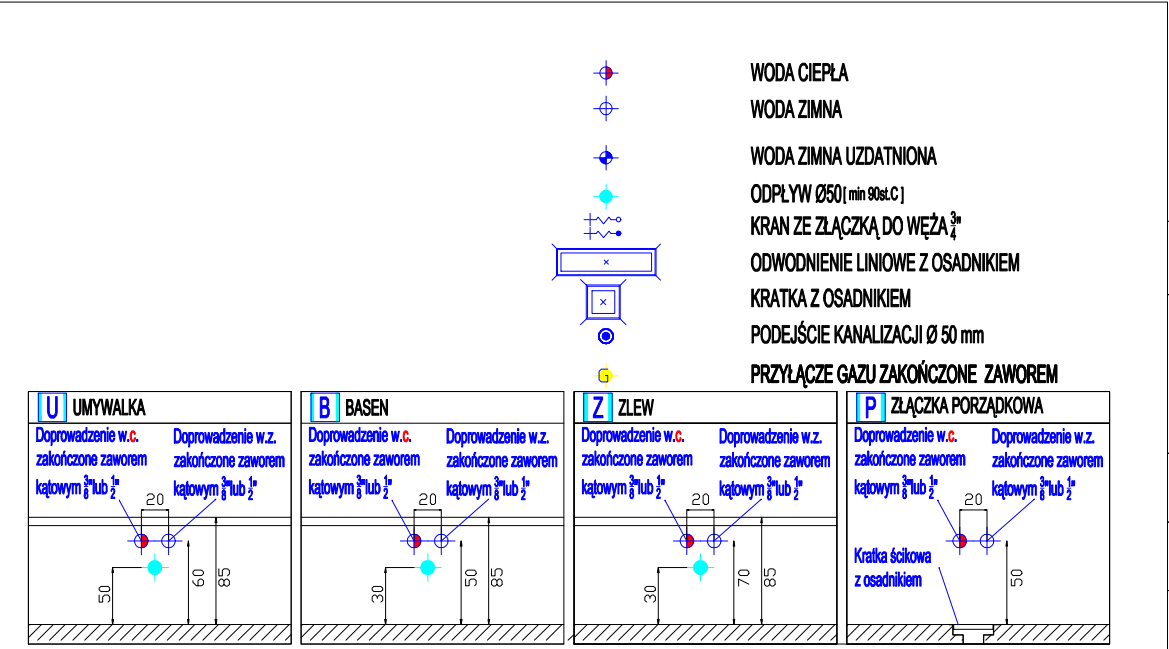 WODA CIEPŁA
WODA ZIMNA
WODA ZIMNA UZDATNIONA
ODPŁYW Ø50 [ min 90st.C ]
KRAN ZE ZŁĄCZKĄ DO WĘŻA 3/4"
ODWODNIENIE LINIOWE Z OSADNIKIEM
KRATKA Z OSADNIKIEM
PODEJŚCIE KANALIZACJI Ø 50 mm
G
PRZYŁĄCZE GAZU ZAKOŃCZONE ZAWOREM
U UMYWALKA
Doprowadzenie w.c.
zakończone zaworem
kątowym 3/8"lub 1/2"
Doprowadzenie w.z.
zakończone zaworem
kątowym 3/8"lub 1/2"
20
50
60
85
B BASEN
Doprowadzenie w.c.
zakończone zaworem
kątowym 3/8"lub 1/2"
Doprowadzenie w.z.
zakończone zaworem
kątowym 3/8"lub 1/2"
20
30
50
85
Z ZLEW
Doprowadzenie w.c.
zakończone zaworem
kątowym 3/8"lub 1/2"
Doprowadzenie w.z.
zakończone zaworem
kątowym 3/8"lub 1/2"
20
30
70
85
P ZŁĄCZKA PORZĄDKOWA
Doprowadzenie w.c.
zakończone zaworem
kątowym 3/8"lub 1/2"
Doprowadzenie w.z.
zakończone zaworem
kątowym 3/8"lub 1/2"
20
Kratka ścikowa
z osadnikiem
50